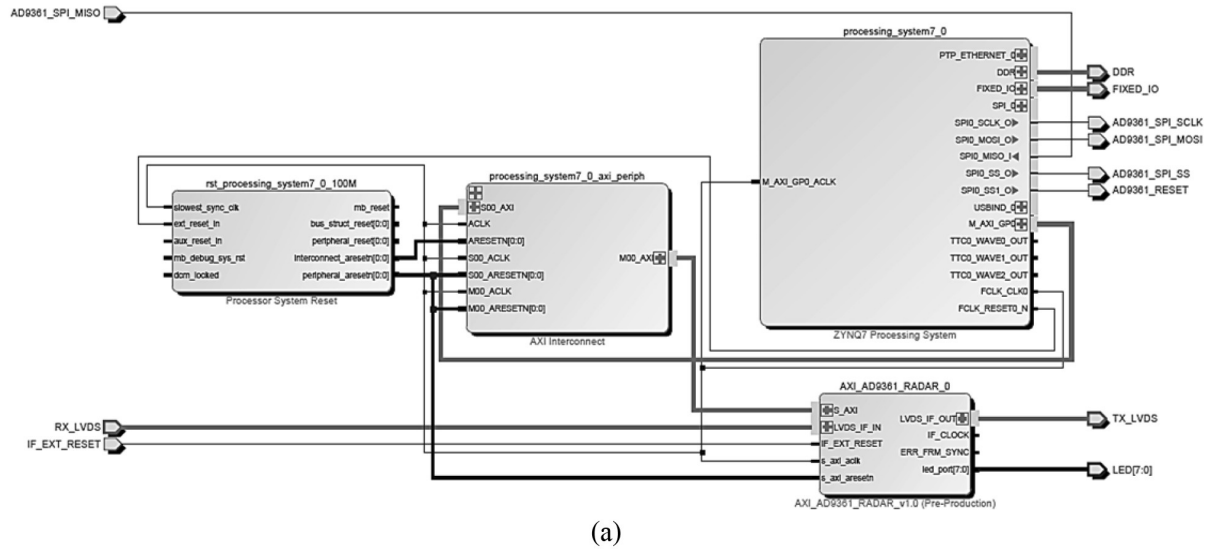 AD9361_SPI_MISO
processing_system7_0
PTP_ETHERNET_0
DDR
FIXED_IO
SPI_0
SPI0_SCLK_O
SPI0_MOSI_O
SPI0_MISO_I
SPI0_SS_O
SPI0_SS1_O
USBIND_0
M_AXI_GP0
TTC0_WAVE0_OUT
TTC0_WAVE1_OUT
TTC0_WAVE2_OUT
FCLK_CLK0
FCLK_RESET0_N
M_AXI_GP0_ACLK
ZYNQ7 Processing System
DDR
FIXED_IO
AD9361_SPI_SCLK
AD9361_SPI_MOSI
AD9361_SPI_SS
AD9361_RESET
rst_processing_system7_0_100M
slowest_sync_clk
ext_reset_in
aux_reset_in
mb_debug_sys_rst
dcm_locked
mb_reset
bus_struct_reset[0:0]
peripheral_reset[0:0]
interconnect_aresetn[0:0]
peripheral_aresetn[0:0]
Processor System Reset
processing_system7_0_axi_periph
S00_AXI
ACLK
ARESETN[0:0]
S00_ACLK
S00_ARESETN[0:0]
M00_ACLK
M00_ARESETN[0:0]
M00_AXI
AXI Interconnect
RX_LVDS
IF_EXT_RESET
AXI_AD9361_RADAR_0
S_AXI
LVDS_IF_IN
IF_EXT_RESET
s_axi_aclk
s_axi_aresetn
LVDS_IF_OUT
IF_CLOCK
ERR_FRM_SYNC
led_port[7:0]
AXI_AD9361_RADAR_v1.0 (Pre-Production)
TX_LVDS
LED[7:0]
(a)